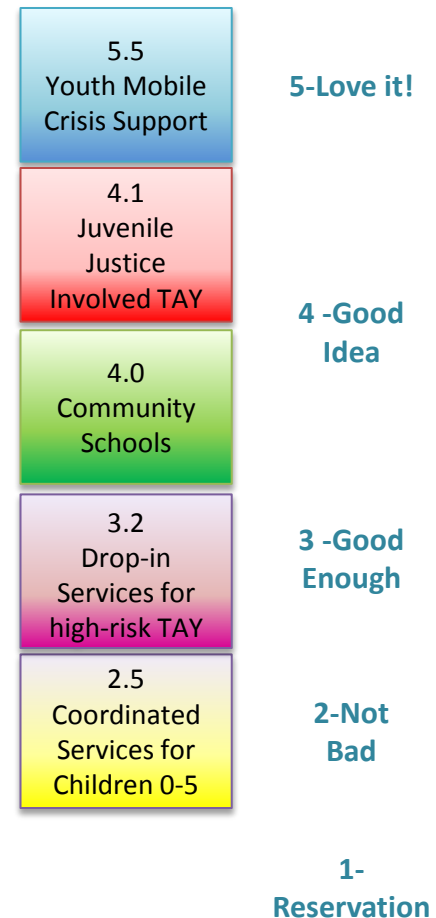 5.5
Youth Mobile
Crisis Support
5-Love it!
4.1
Juvenile
Justice
Involved TAY
4 -Good
Idea
4.0
Community
Schools
3.2
Drop-in
Services for
high-risk TAY
3 -Good
Enough
2.5
Coordinated
Services for
Children 0-5
2-Not
Bad
1-
Reservation